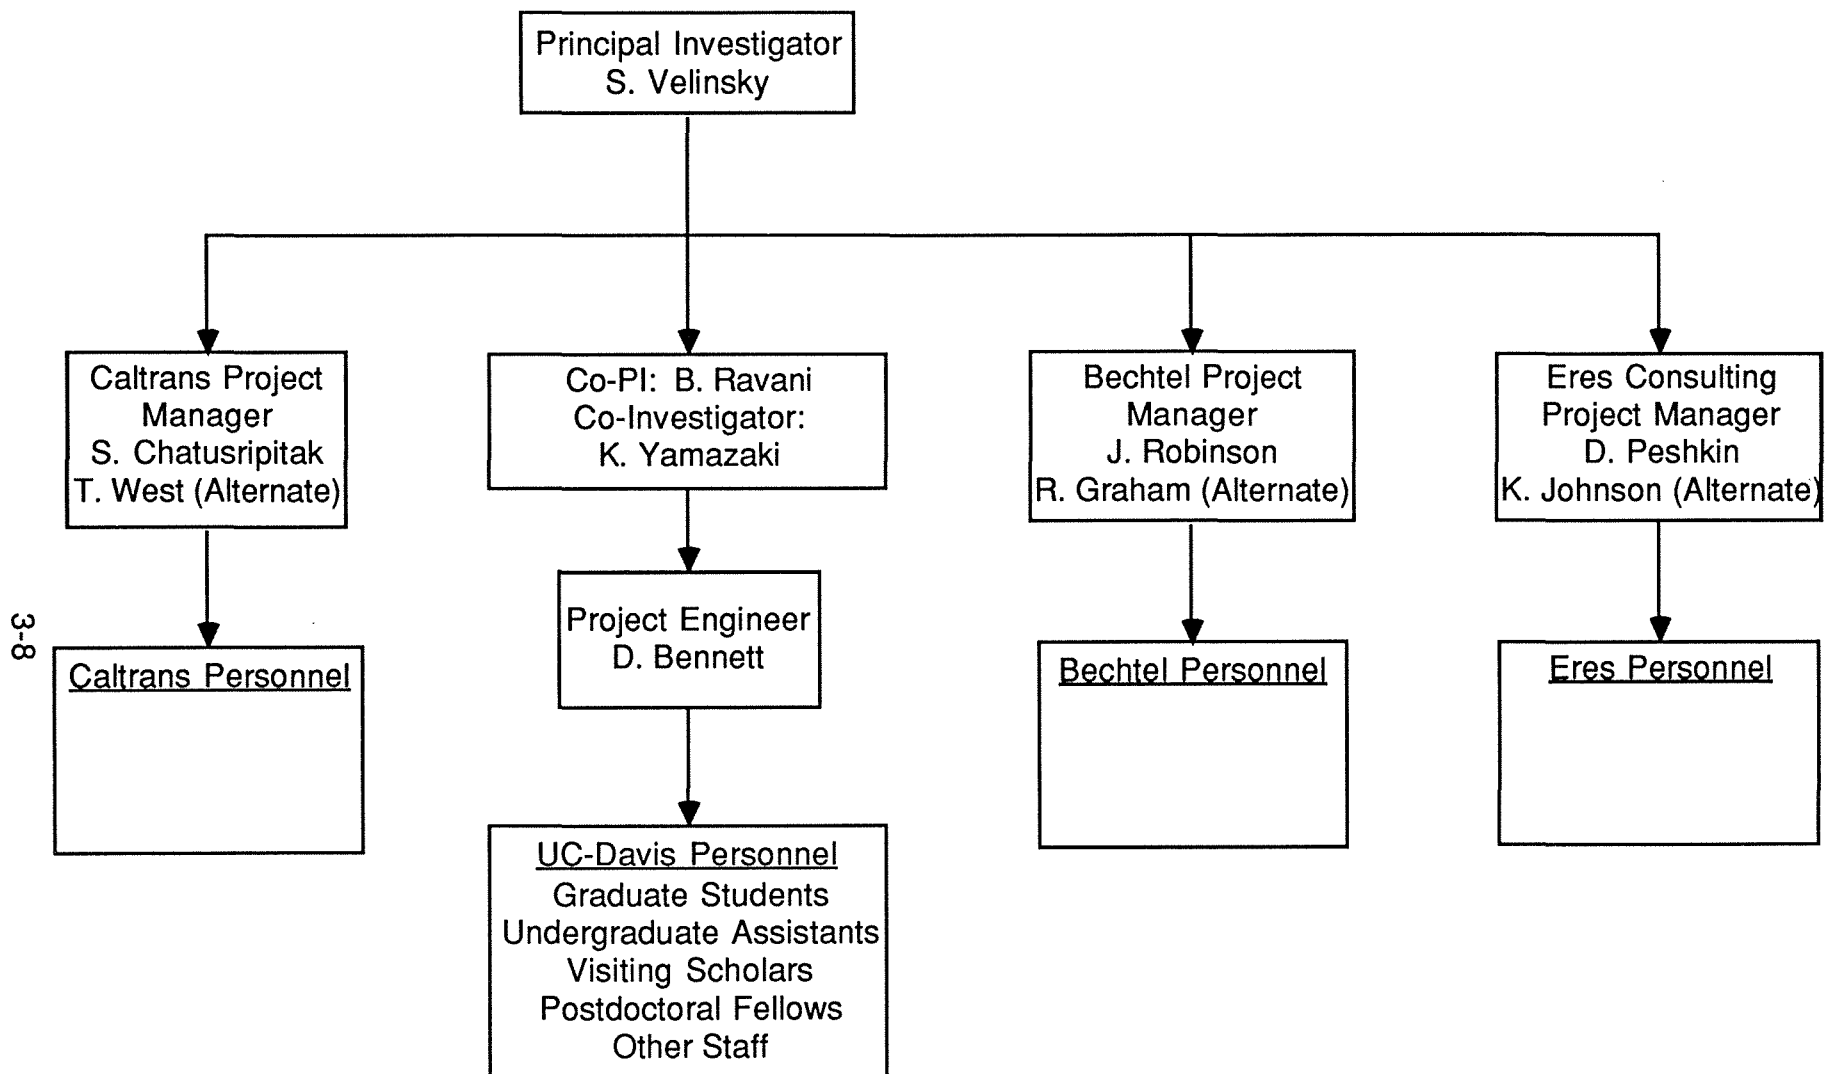 Principal Investigator
S. Velinsky
Caltrans Project
Manager
S. Chatusripitak
T. West (Alternate)
Co-PI: B. Ravani
Co-Investigator:
K. Yamazaki
Bechtel Project
Manager
J. Robinson
R. Graham (Alternate)
Eres Consulting
Project Manager
D. Peshkin
K. Johnson (Alternate)
Project Engineer
D. Bennett
3-8
Caltrans Personnel
Bechtel Personnel
Eres Personnel
UC-Davis Personnel
Graduate Students
Undergraduate Assistants
Visiting Scholars
Postdoctoral Fellows
Other Staff